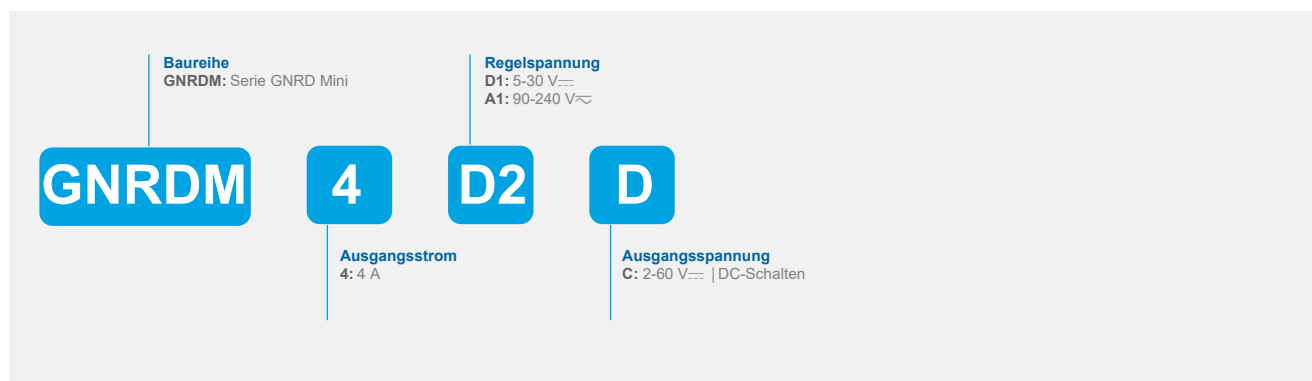 Baureihe
GNRDM: Serie GNRD Mini
Regelspannung
D1: 5-30 V⎓
A1: 90-240 V⏦
GNRDM 4 D2 D
Ausgangsstrom
4: 4 A
Ausgangsspannung
C: 2-60 V⎓ | DC-Schalten